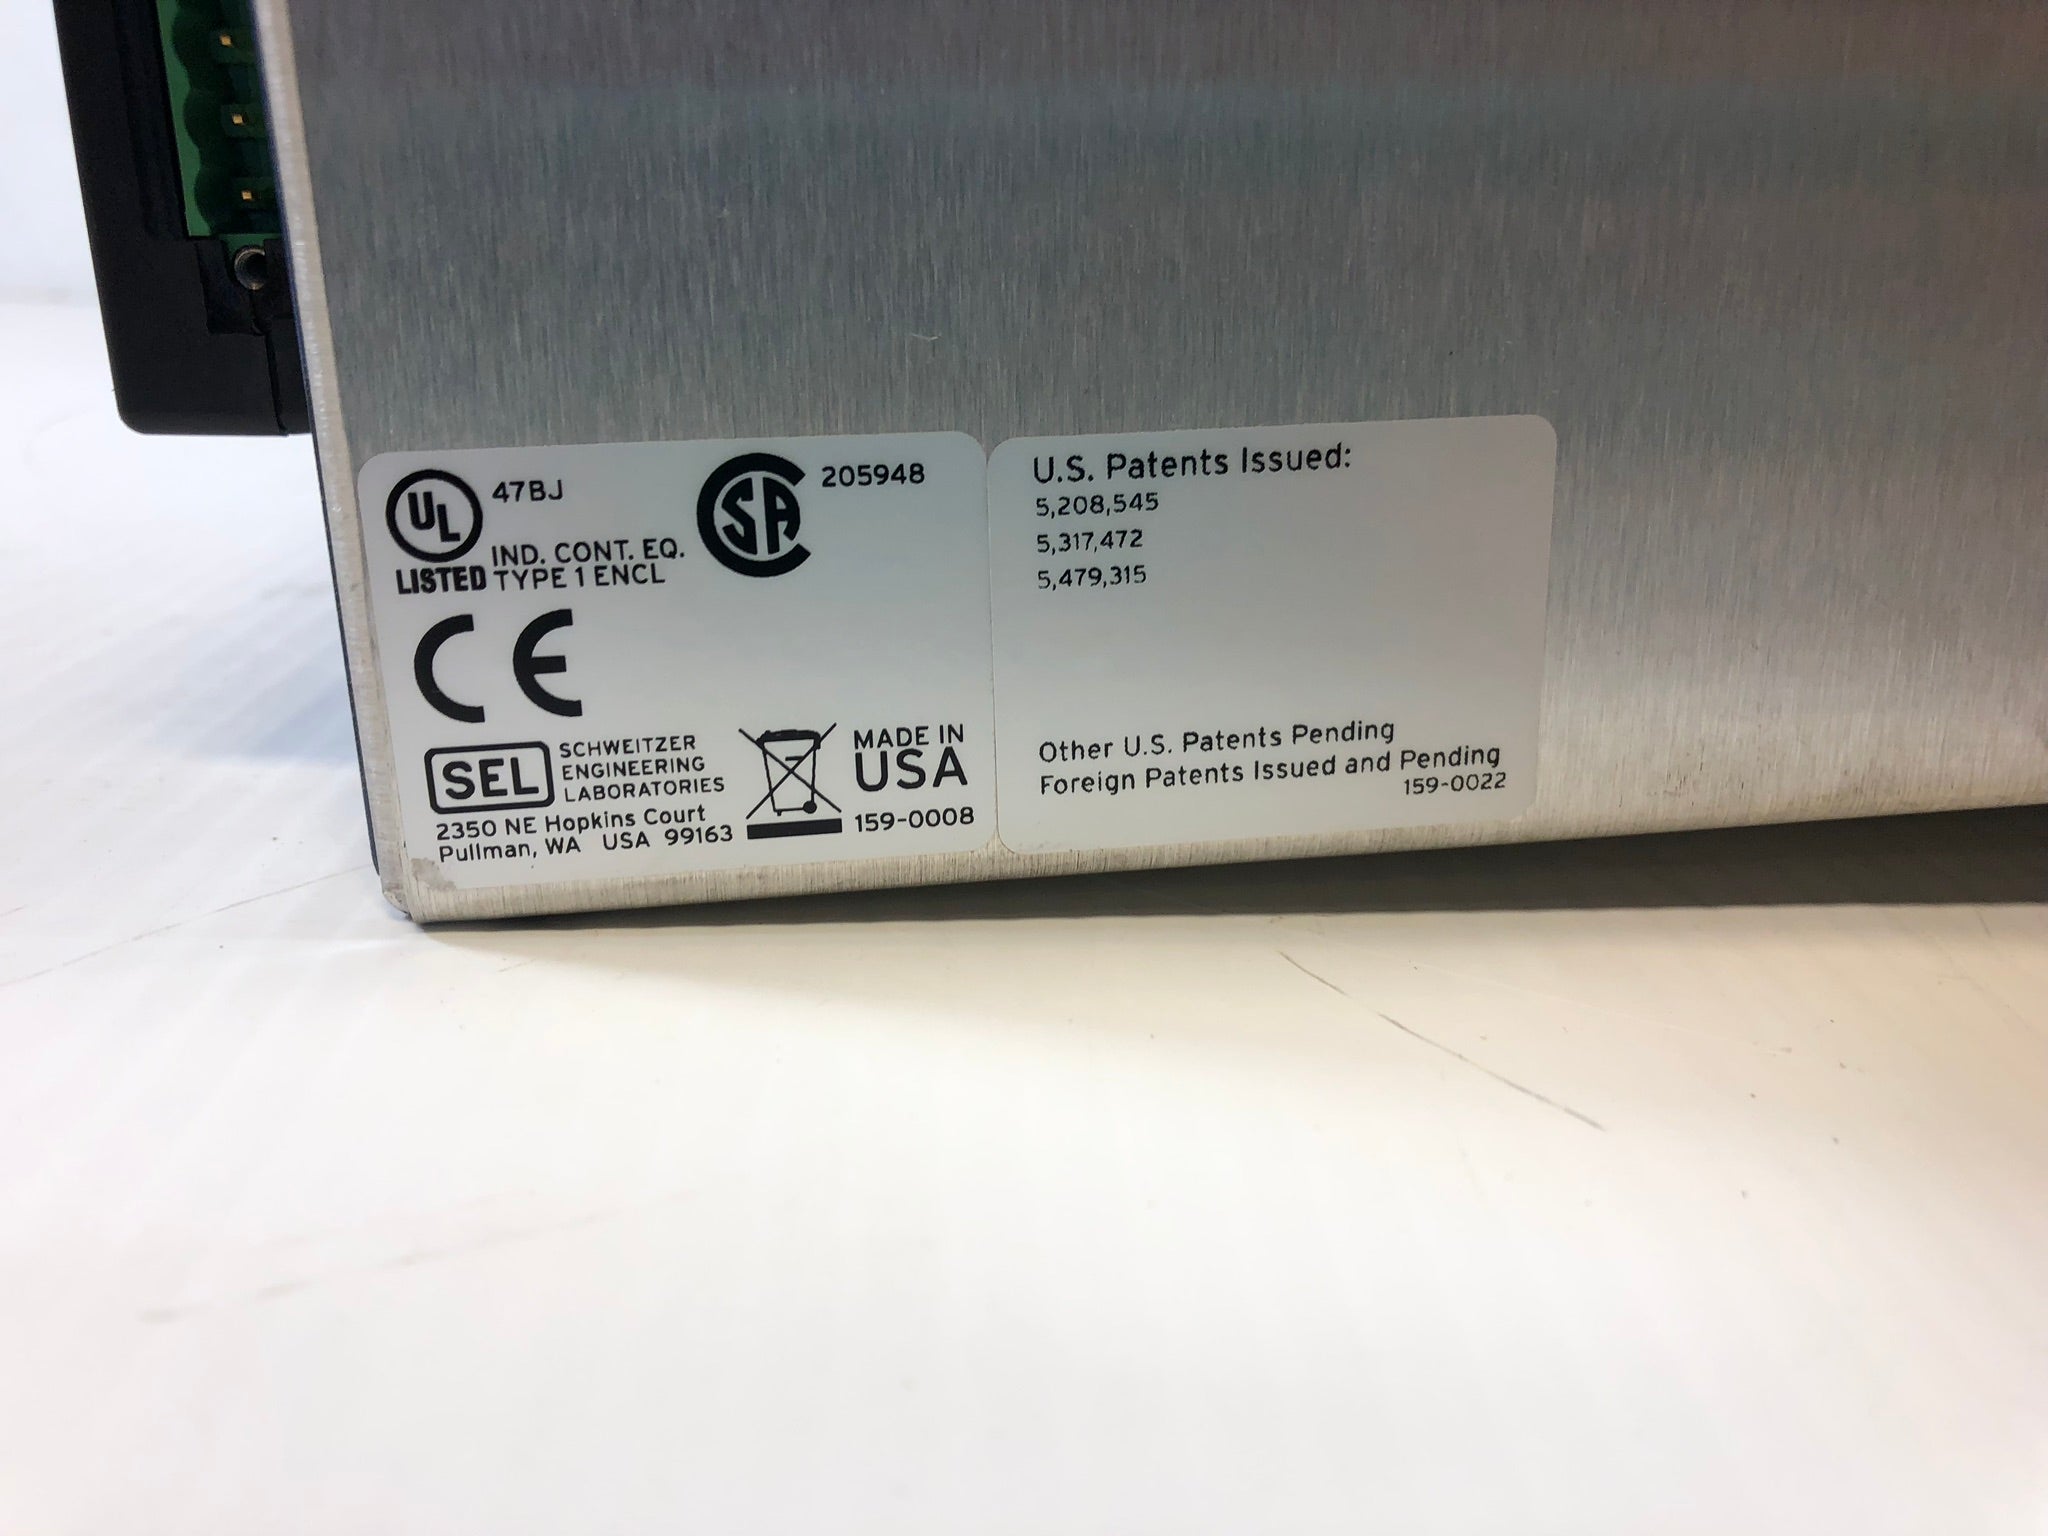 UL 47BJ
LISTED IND. CONT. EQ.
TYPE 1 ENCL
SA 205948
CE
SEL SCHWEITZER
ENGINEERING
LABORATORIES
2350 NE Hopkins Court
Pullman, WA USA 99163
MADE IN
USA
159-0008
U.S. Patents Issued:
5,208,545
5,317,472
5,479,315
Other U.S. Patents Pending
Foreign Patents Issued and Pending
159-0022